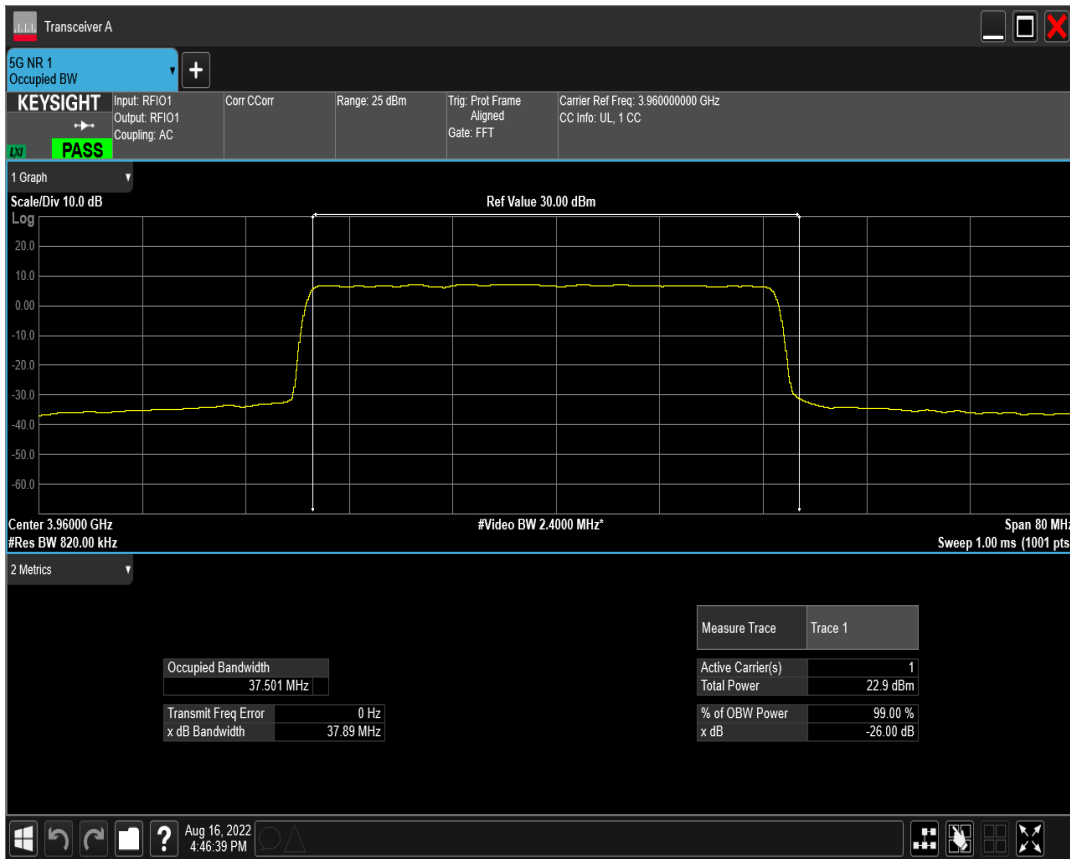 Transceiver A
5G NR 1
Occupied BW
+
KEYSIGHT
LXI
PASS
Input: RFIO1
Output: RFIO1
Coupling: AC
Corr CCorr
Range: 25 dBm
Trig: Prot Frame
Aligned
Gate: FFT
Carrier Ref Freq: 3.960000000 GHz
CC Info: UL, 1 CC
1 Graph
Scale/Div 10.0 dB
Ref Value 30.00 dBm
Log
20.0
10.0
0.00
-10.0
-20.0
-30.0
-40.0
-50.0
-60.0
Center 3.96000 GHz
#Video BW 2.4000 MHz*
Span 80 MHz
#Res BW 820.00 kHz
Sweep 1.00 ms (1001 pts
2 Metrics
Measure Trace Trace 1
Occupied Bandwidth
37.501 MHz
Active Carrier(s) 1
Total Power 22.9 dBm
Transmit Freq Error 0 Hz
x dB Bandwidth 37.89 MHz
% of OBW Power 99.00 %
x dB -26.00 dB
?
Aug 16, 2022
4:46:39 PM